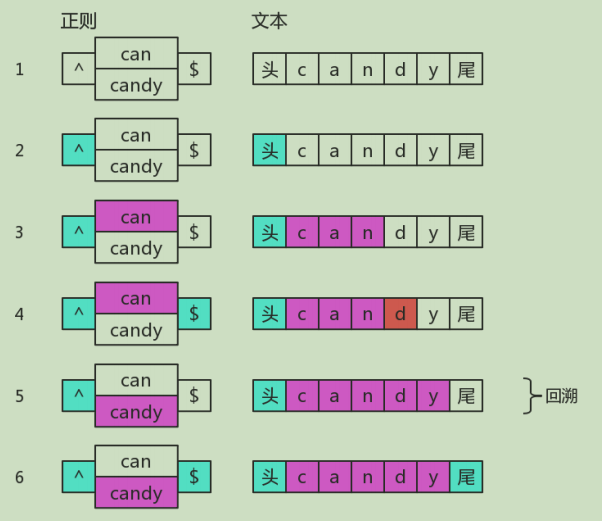 正则 文本
1 ^ can candy $ 头 c a n d y 尾
2 ^ can candy $ 头 c a n d y 尾
3 ^ can candy $ 头 c a n d y 尾
4 ^ can candy $ 头 c a n d y 尾
5 ^ can candy $ 头 c a n d y 尾 回溯
6 ^ can candy $ 头 c a n d y 尾